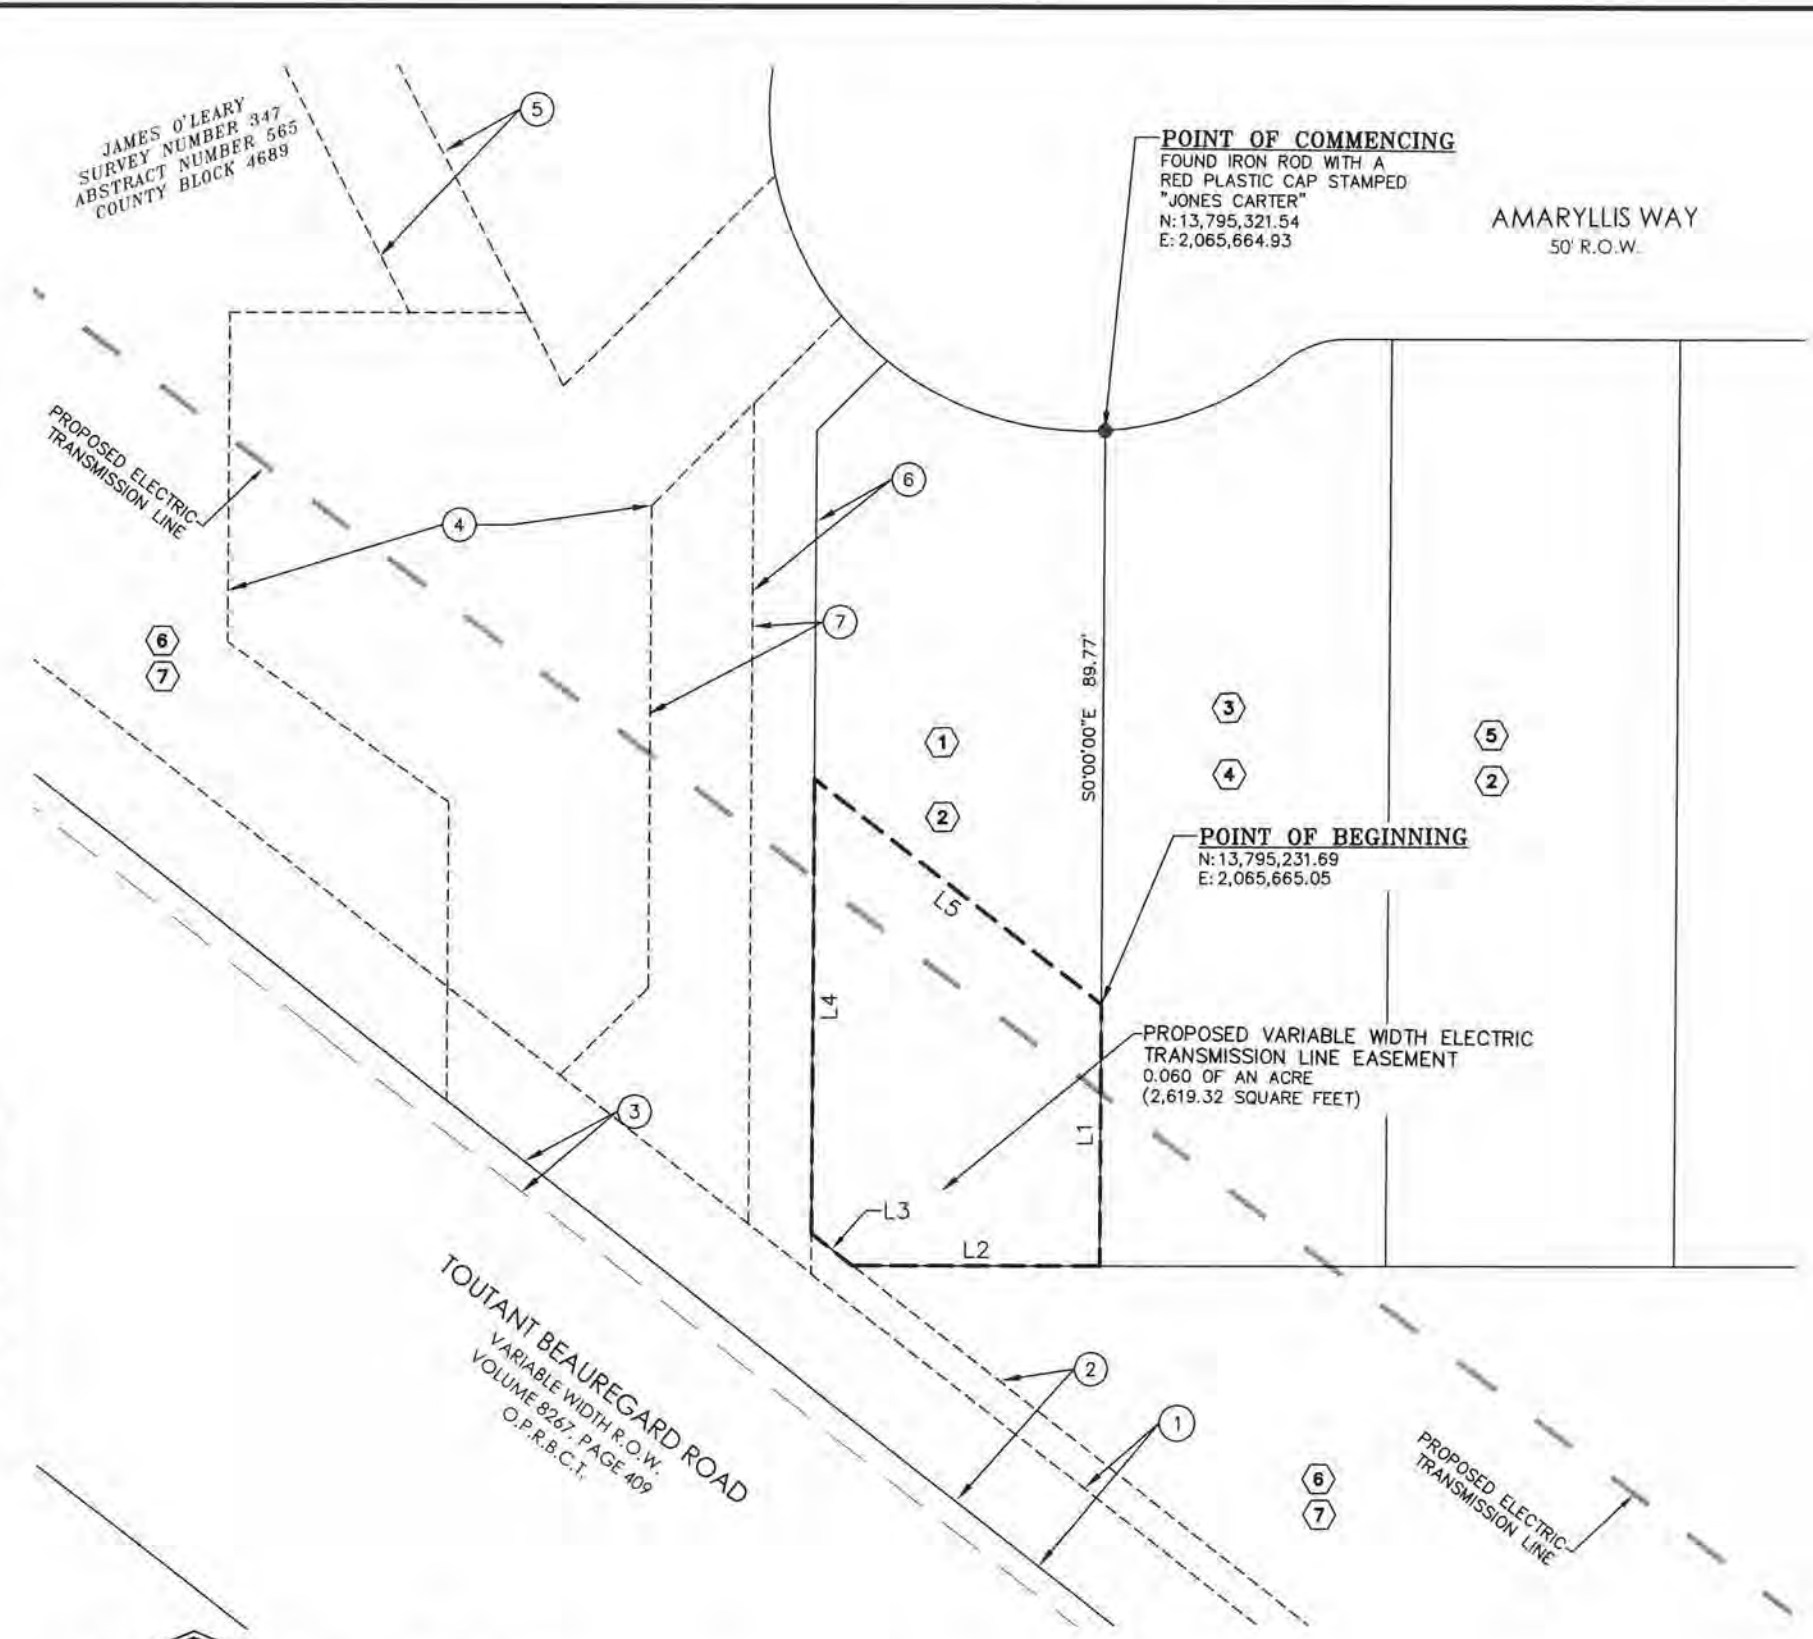 JAMES O'LEARY
SURVEY NUMBER 347
ABSTRACT NUMBER 565
COUNTY BLOCK 4689
5
POINT OF COMMENCING
FOUND IRON ROD WITH A
RED PLASTIC CAP STAMPED
"JONES CARTER"
N: 13,795,321.54
E: 2,065,664.93
AMARYLLIS WAY
50' R.O.W.
PROPOSED ELECTRIC
TRANSMISSION LINE
4
6
7
6
7
S0°00'00"E 89.77'
1
2
3
4
5
2
POINT OF BEGINNING
N: 13,795,231.69
E: 2,065,665.05
L5
L4
PROPOSED VARIABLE WIDTH ELECTRIC
TRANSMISSION LINE EASEMENT
0.060 OF AN ACRE
(2,619.32 SQUARE FEET)
L1
3
L3
L2
TOUTANT BEAUREGARD ROAD
VARIABLE WIDTH R.O.W.
VOLUME 8267, PAGE 409
O.P.R.B.C.T.
2
1
6
7
PROPOSED ELECTRIC
TRANSMISSION LINE